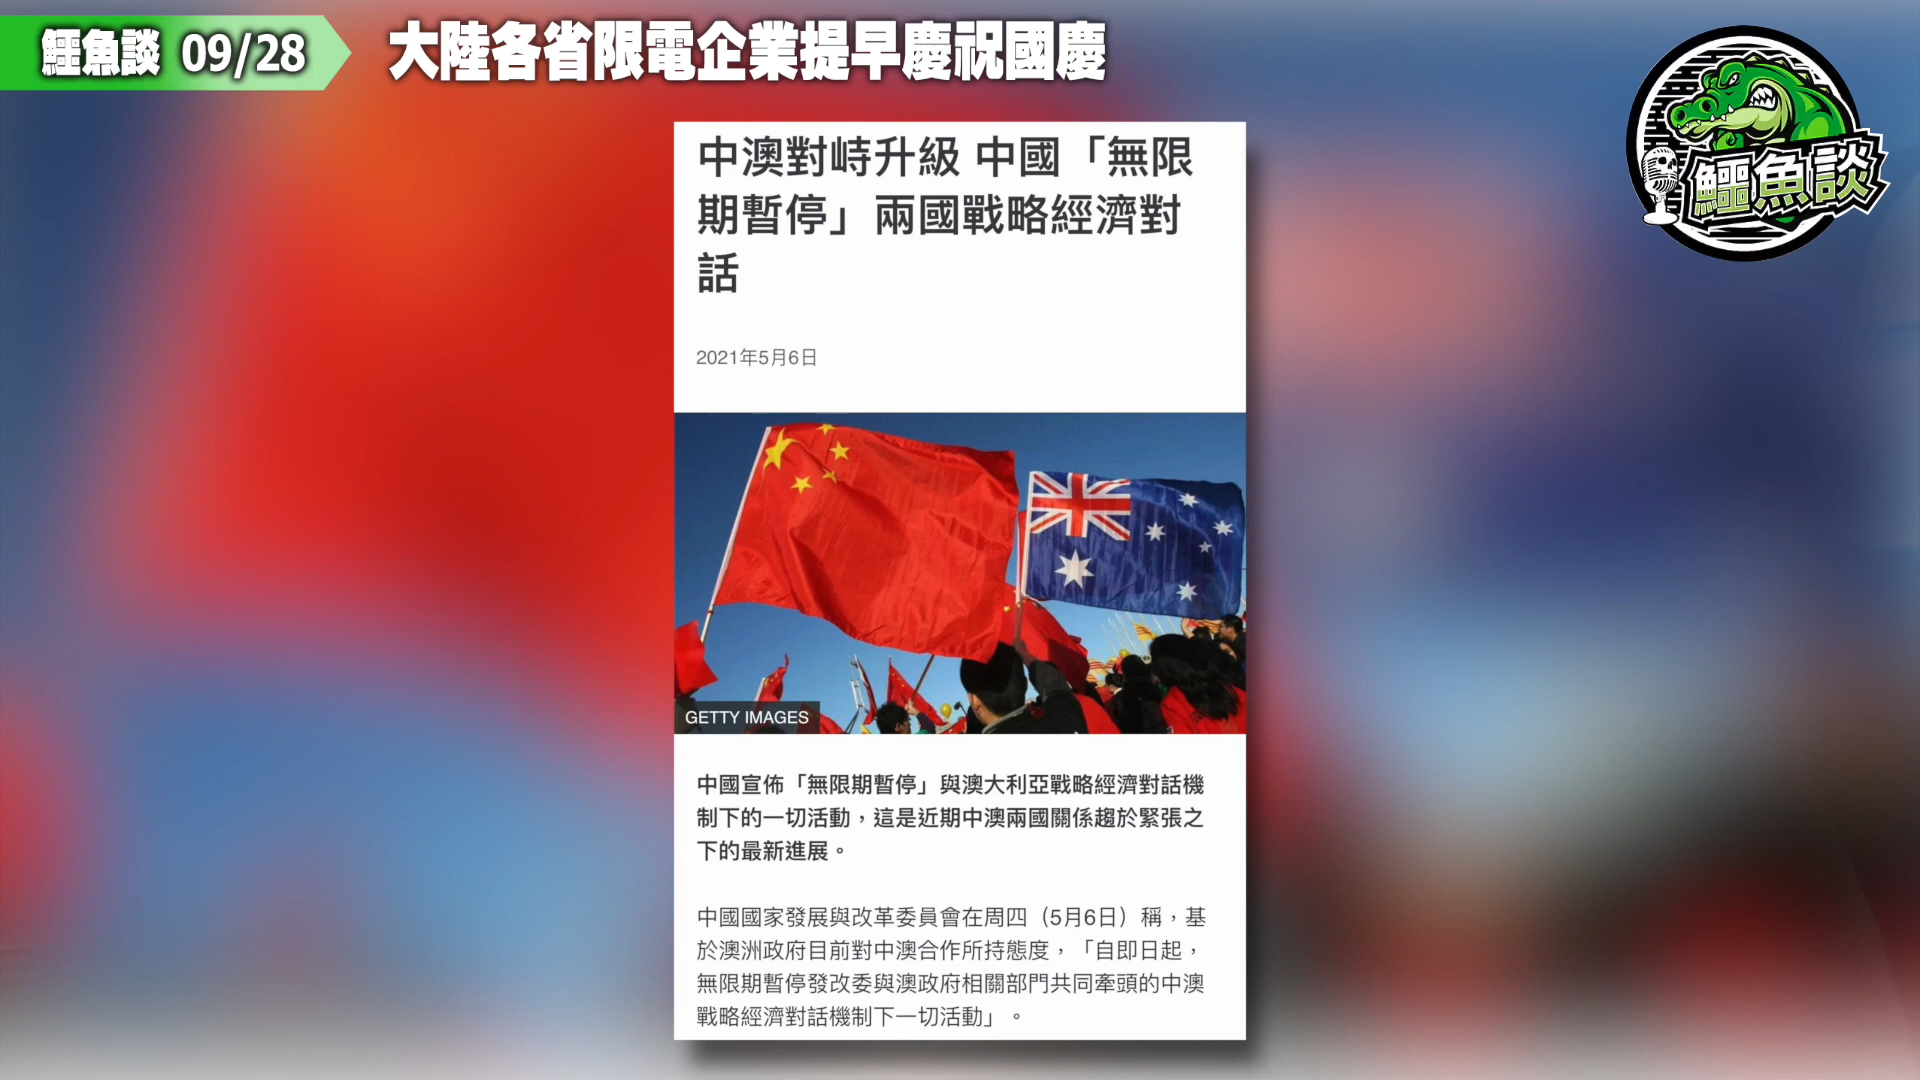 鱷魚談 09/28
大陸各省限電企業提早慶祝國慶
鱷魚談
中澳對峙升級 中國「無限
期暫停」兩國戰略經濟對
話
2021年5月6日
GETTY IMAGES
中國宣佈「無限期暫停」與澳大利亞戰略經濟對話機
制下的一切活動，這是近期中澳兩國關係趨於緊張之
下的最新進展。
中國國家發展與改革委員會在周四（5月6日）稱，基
於澳洲政府目前對中澳合作所持態度，「自即日起，
無限期暫停發改委與澳政府相關部門共同牽頭的中澳
戰略經濟對話機制下一切活動」。